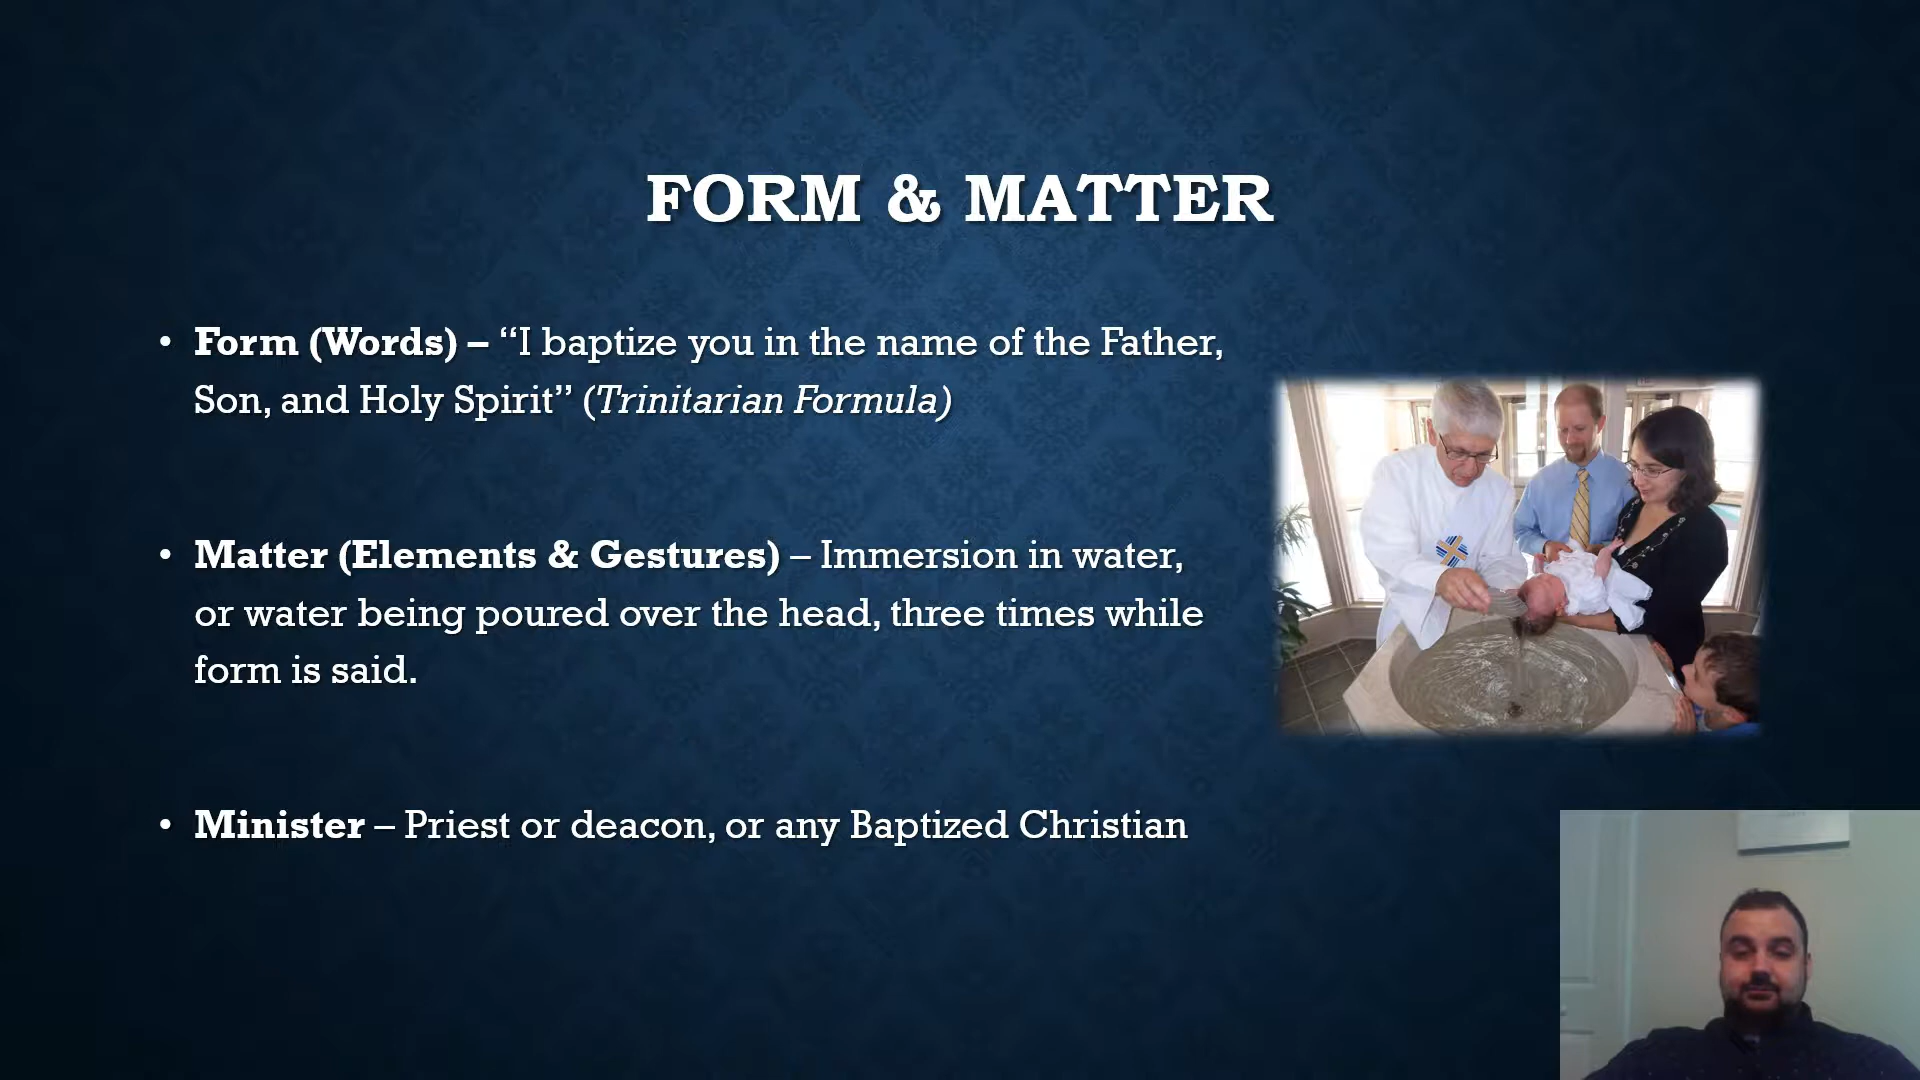 FORM & MATTER
• Form (Words) – “I baptize you in the name of the Father,
Son, and Holy Spirit” (Trinitarian Formula)
• Matter (Elements & Gestures) – Immersion in water,
or water being poured over the head, three times while
form is said.
• Minister – Priest or deacon, or any Baptized Christian